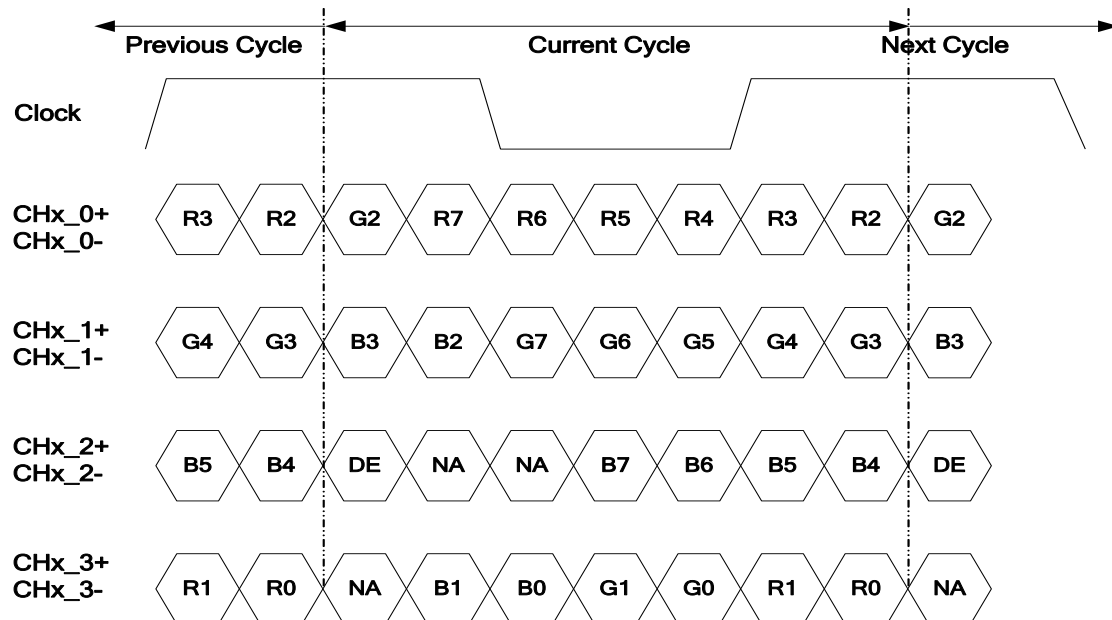 Previous Cycle Current Cycle Next Cycle
Clock
CHx_0+
CHx_0-
R3 R2 G2 R7 R6 R5 R4 R3 R2 G2
CHx_1+
CHx_1-
G4 G3 B3 B2 G7 G6 G5 G4 G3 B3
CHx_2+
CHx_2-
B5 B4 DE NA NA B7 B6 B5 B4 DE
CHx_3+
CHx_3-
R1 R0 NA B1 B0 G1 G0 R1 R0 NA